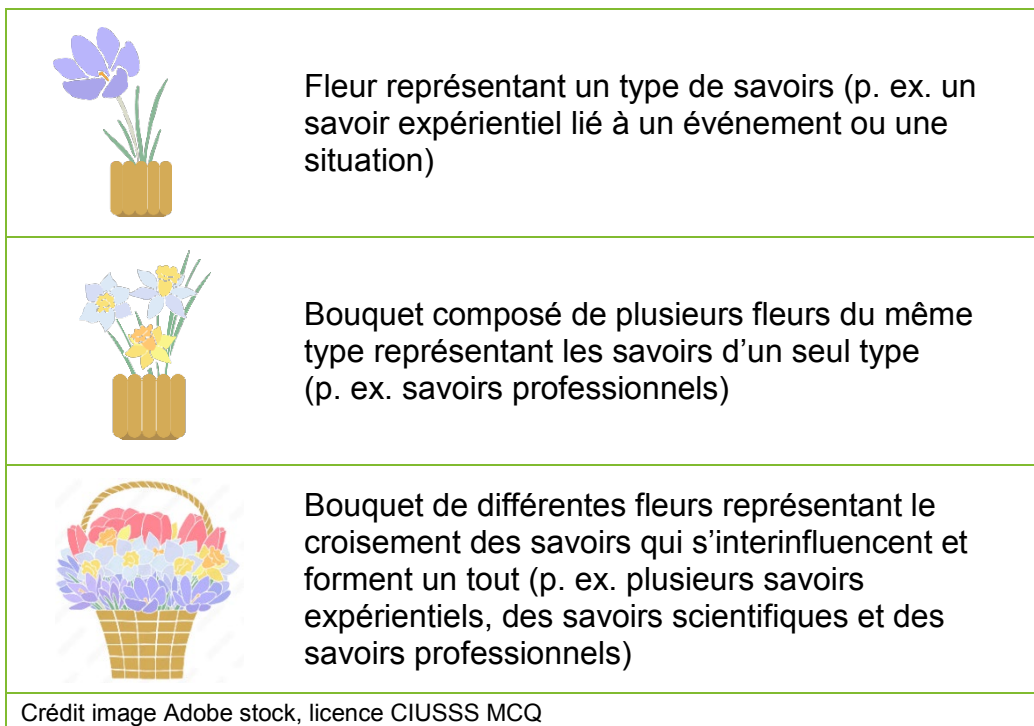 Fleur représentant un type de savoirs (p. ex. un
savoir expérientiel lié à un événement ou une
situation)
Bouquet composé de plusieurs fleurs du même
type représentant les savoirs d’un seul type
(p. ex. savoirs professionnels)
Bouquet de différentes fleurs représentant le
croisement des savoirs qui s’interinfluencent et
forment un tout (p. ex. plusieurs savoirs
expérientiels, des savoirs scientifiques et des
savoirs professionnels)
Crédit image Adobe stock, licence CIUSSS MCQ